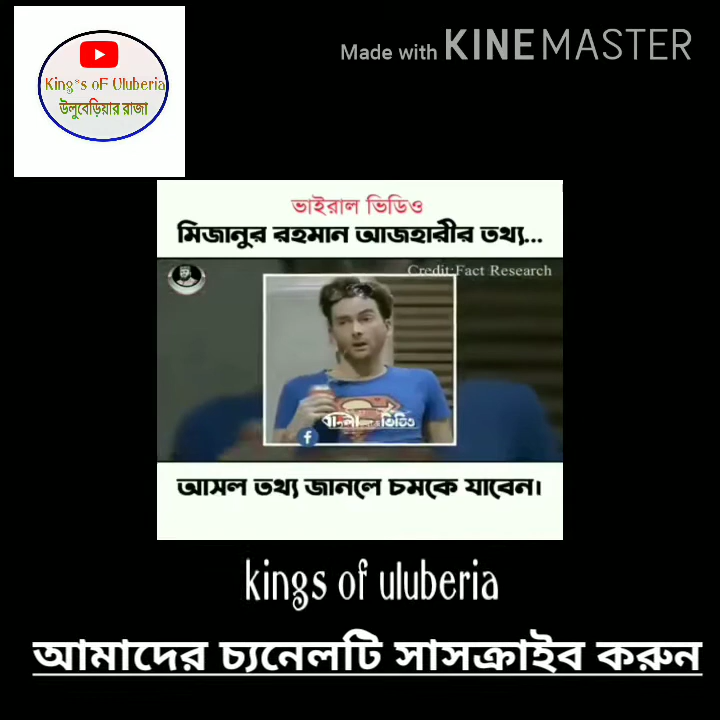 King*s oF Uluberia
উলুবেড়িয়ার রাজা
Made with KINEMASTER
ভাইরাল ভিডিও
মিজানুর রহমান আজহারীর তথ্য...
Credit:Fact Research
আসল তথ্য জানলে চমকে যাবেন।
kings of uluberia
আমাদের চ্যনেলটি সাসক্রাইব করুন